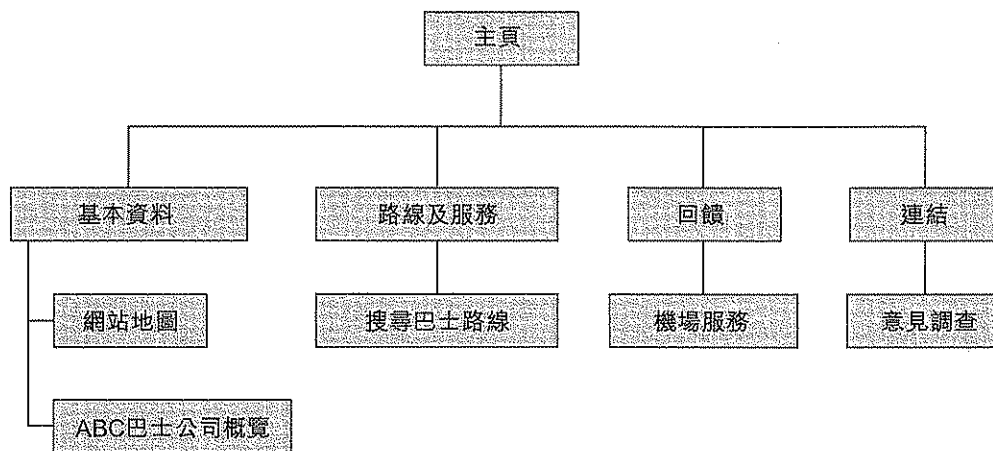 主頁
基本資料
路線及服務
回饋
連結
網站地圖
搜尋巴士路線
機場服務
意見調查
ABC巴士公司概覽